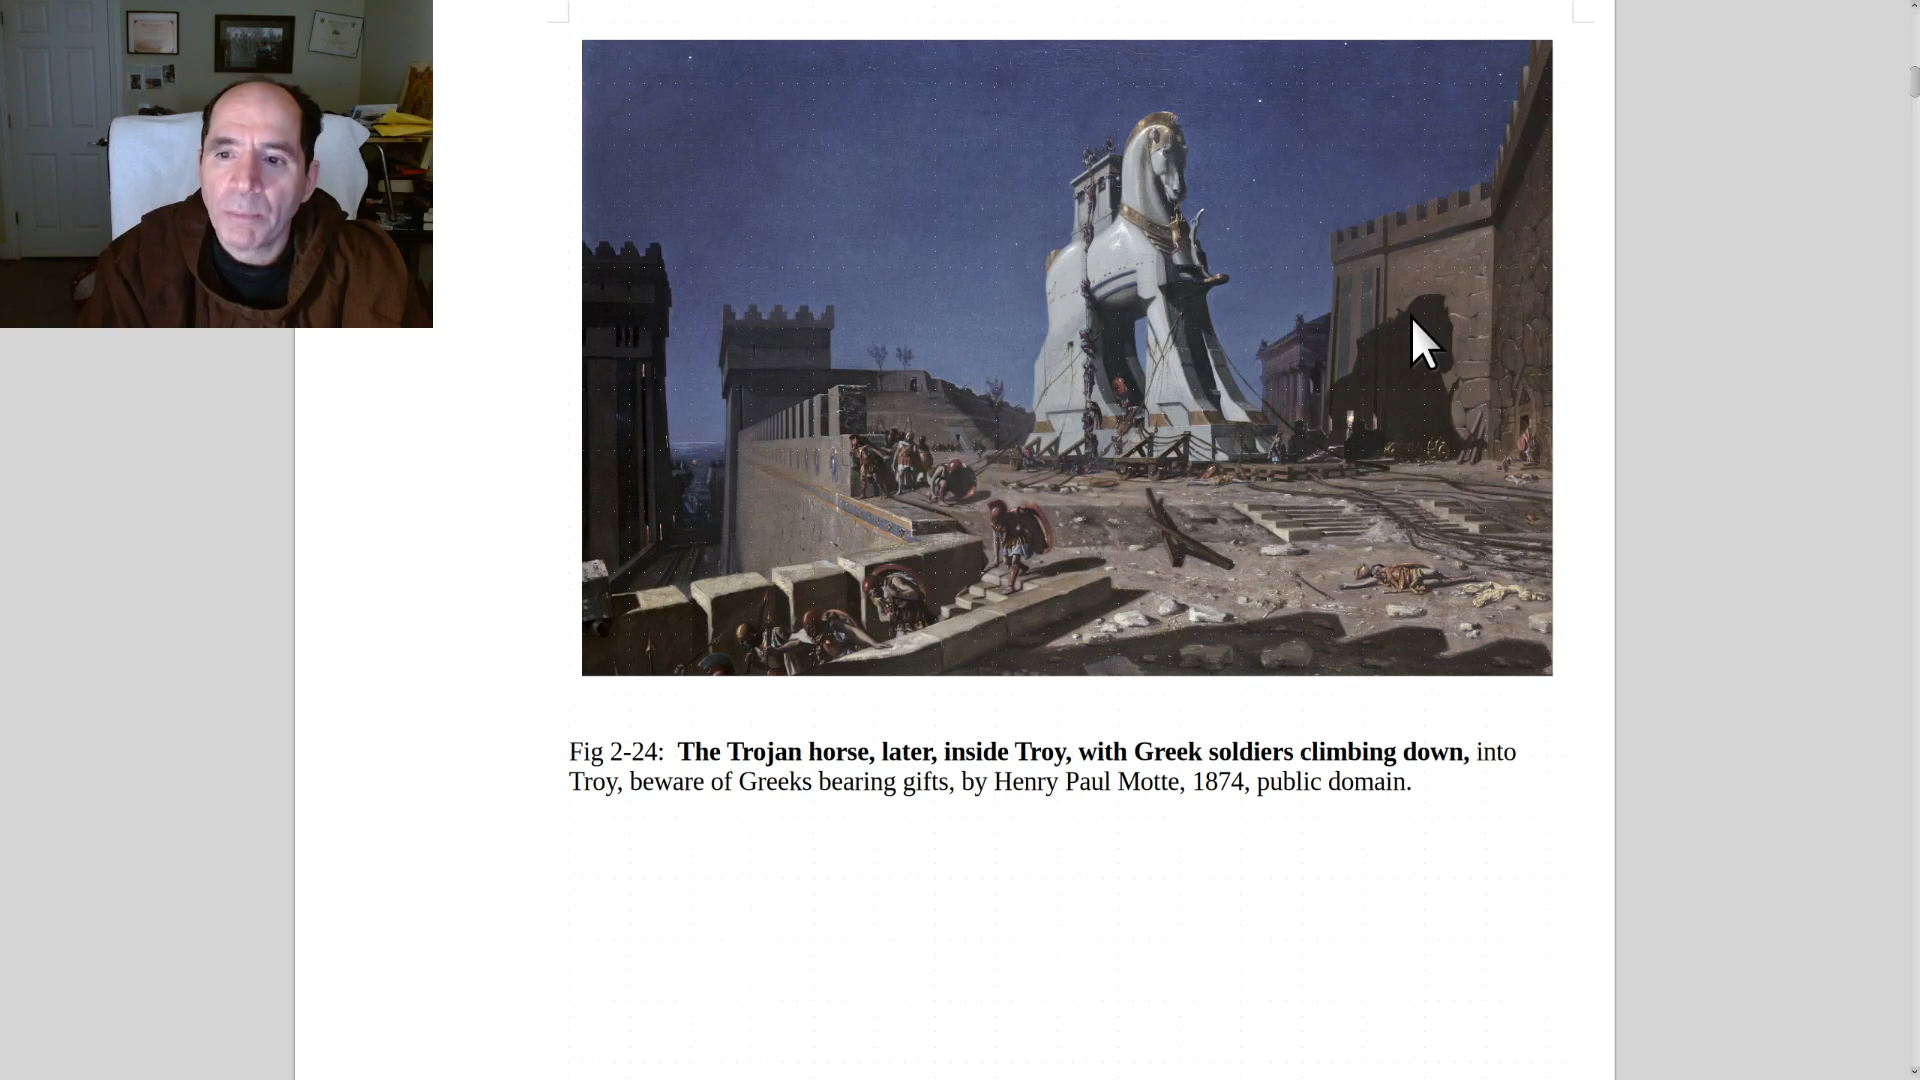 Fig 2-24:  The Trojan horse, later, inside Troy, with Greek soldiers climbing down, into
Troy, beware of Greeks bearing gifts, by Henry Paul Motte, 1874, public domain.